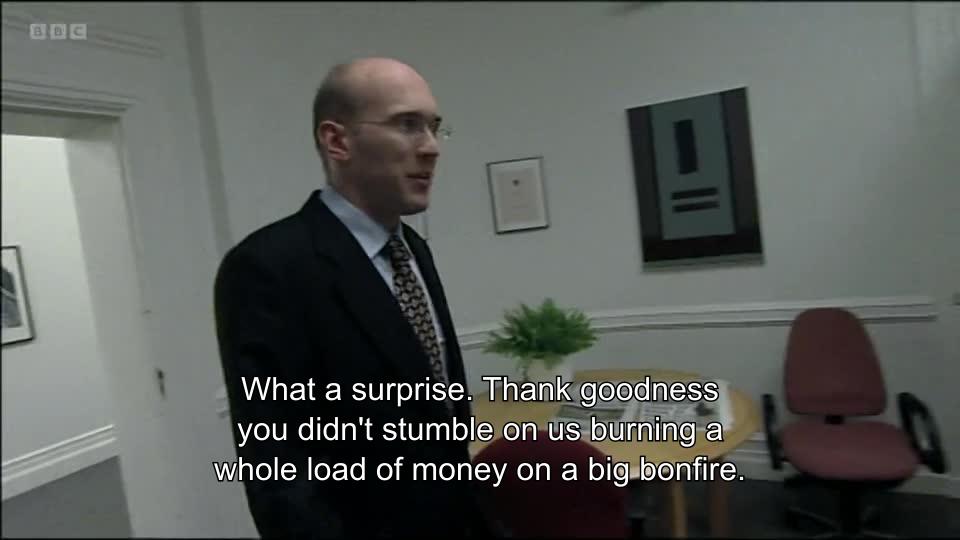 BBC
What a surprise. Thank goodness
you didn't stumble on us burning a
whole load of money on a big bonfire.